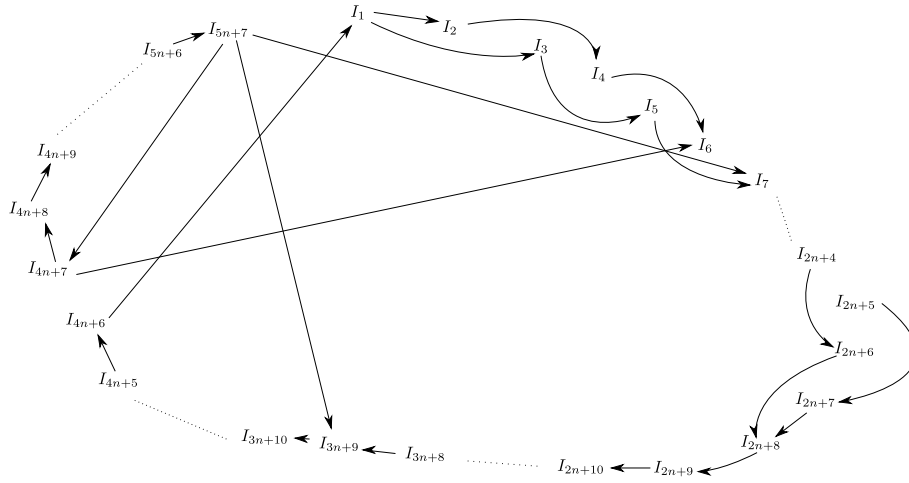 I_1
I_2
I_3
I_4
I_5
I_6
I_7
I_{2n+4}
I_{2n+5}
I_{2n+6}
I_{2n+7}
I_{2n+8}
I_{2n+9}
I_{2n+10}
I_{3n+8}
I_{3n+9}
I_{3n+10}
I_{4n+5}
I_{4n+6}
I_{4n+7}
I_{4n+8}
I_{4n+9}
I_{5n+6}
I_{5n+7}